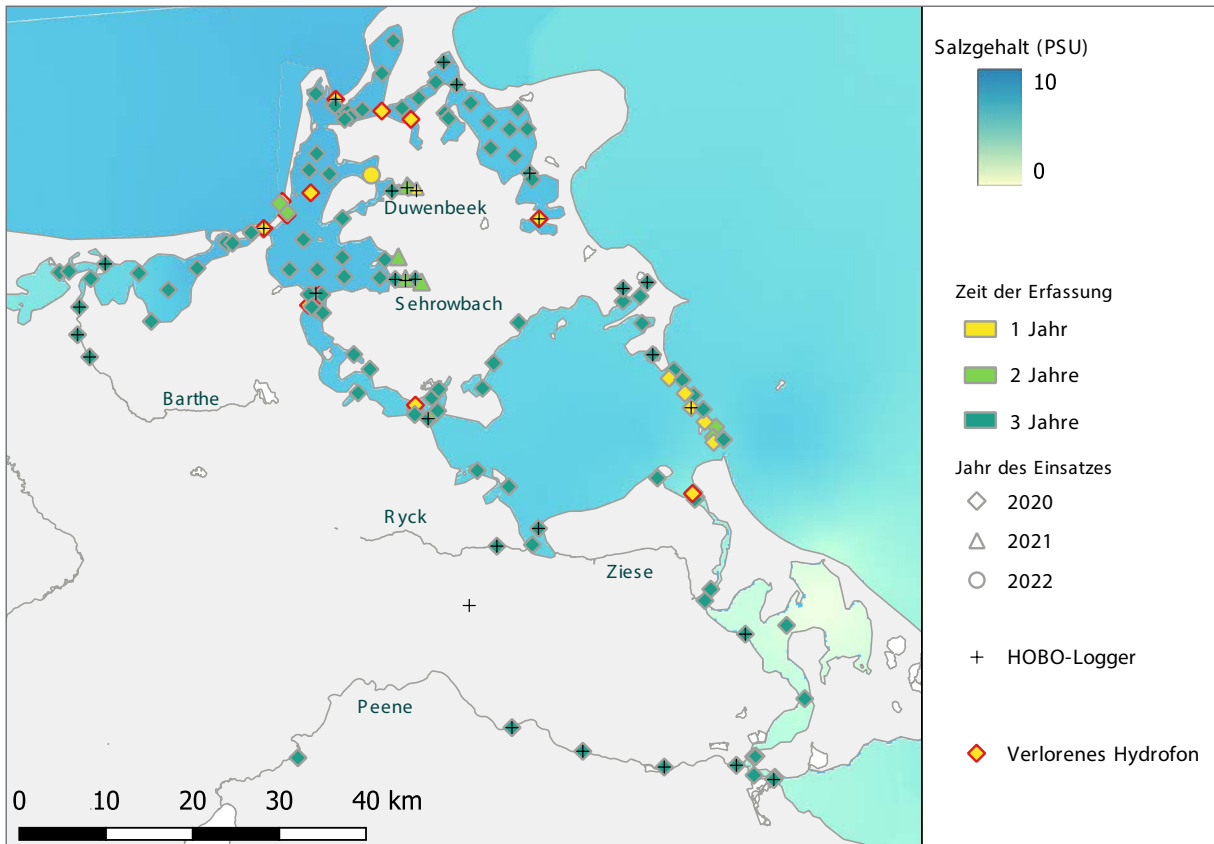 Duwenbeek
Sehrowbach
Barthe
Ryck
Ziese
Peene
0 10 20 30 40 km
Salzgehalt (PSU)
10
0
Zeit der Erfassung
1 Jahr
2 Jahre
3 Jahre
Jahr des Einsatzes
2020
2021
2022
HOBO-Logger
Verlorenes Hydrofon